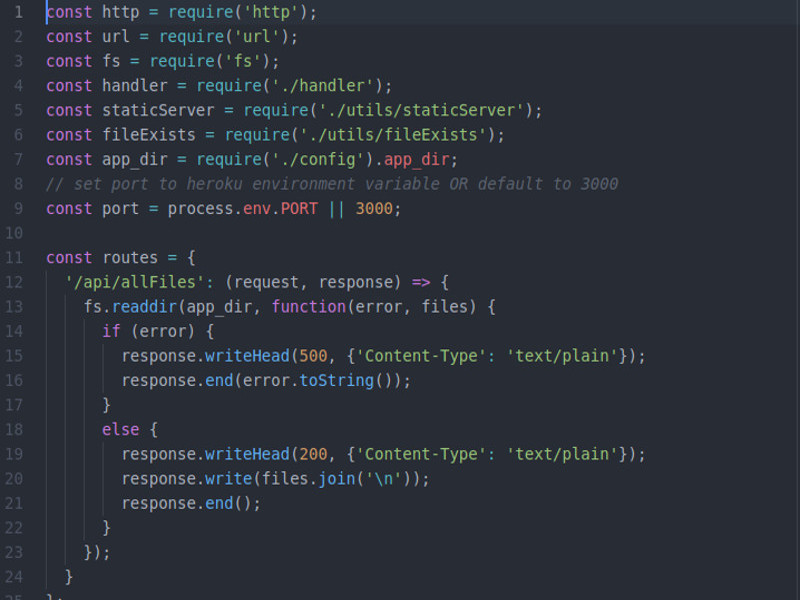 1 const http = require('http');
2 const url = require('url');
3 const fs = require('fs');
4 const handler = require('./handler');
5 const staticServer = require('./utils/staticServer');
6 const fileExists = require('./utils/fileExists');
7 const app_dir = require('./config').app_dir;
8 // set port to heroku environment variable OR default to 3000
9 const port = process.env.PORT || 3000;
10
11 const routes = {
12   '/api/allFiles': (request, response) => {
13     fs.readdir(app_dir, function(error, files) {
14       if (error) {
15         response.writeHead(500, {'Content-Type': 'text/plain'});
16         response.end(error.toString());
17       }
18       else {
19         response.writeHead(200, {'Content-Type': 'text/plain'});
20         response.write(files.join('\n'));
21         response.end();
22       }
23     });
24   }
25 };